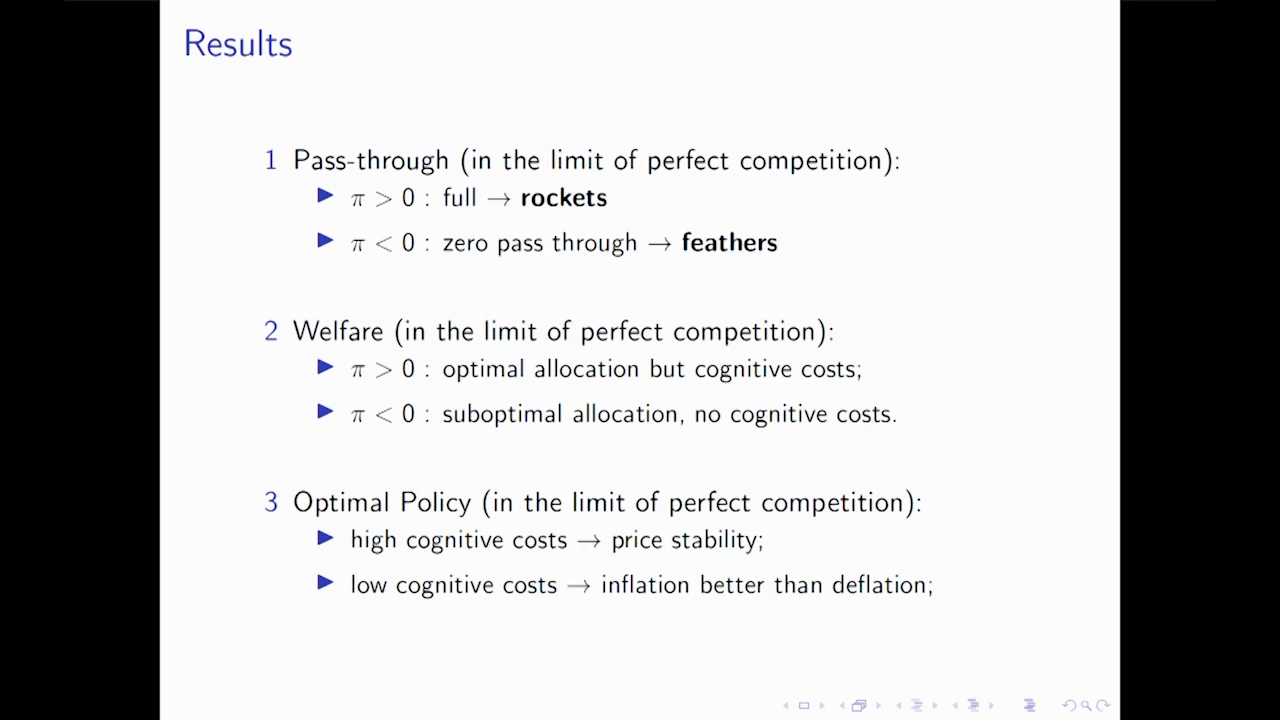 Results
1 Pass-through (in the limit of perfect competition):
▶ π > 0 : full → rockets
▶ π < 0 : zero pass through → feathers
2 Welfare (in the limit of perfect competition):
▶ π > 0 : optimal allocation but cognitive costs;
▶ π < 0 : suboptimal allocation, no cognitive costs.
3 Optimal Policy (in the limit of perfect competition):
▶ high cognitive costs → price stability;
▶ low cognitive costs → inflation better than deflation;